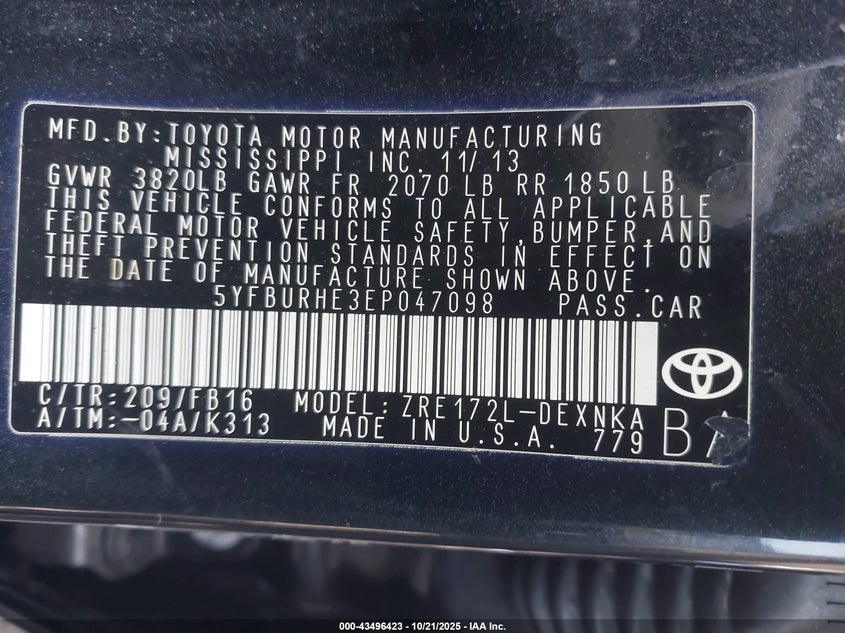 MFD. BY: TOYOTA MOTOR MANUFACTURING
MISSISSIPPI INC. 11/13
GVWR 3820LB GAWR FR 2070 LB RR 1850 LB
THIS VEHICLE CONFORMS TO ALL APPLICABLE
FEDERAL MOTOR VEHICLE SAFETY, BUMPER, AND
THEFT PREVENTION STANDARDS IN EFFECT ON
THE DATE OF MANUFACTURE SHOWN ABOVE.
5YFBURHE3EP047098 PASS. CAR
C/TR: 209/FB16 MODEL: ZRE172L-DEXNKA
A/TM: -04A/K313 MADE IN U.S.A. 779
BA
000-43496423 - 10/21/2025 - IAA Inc.